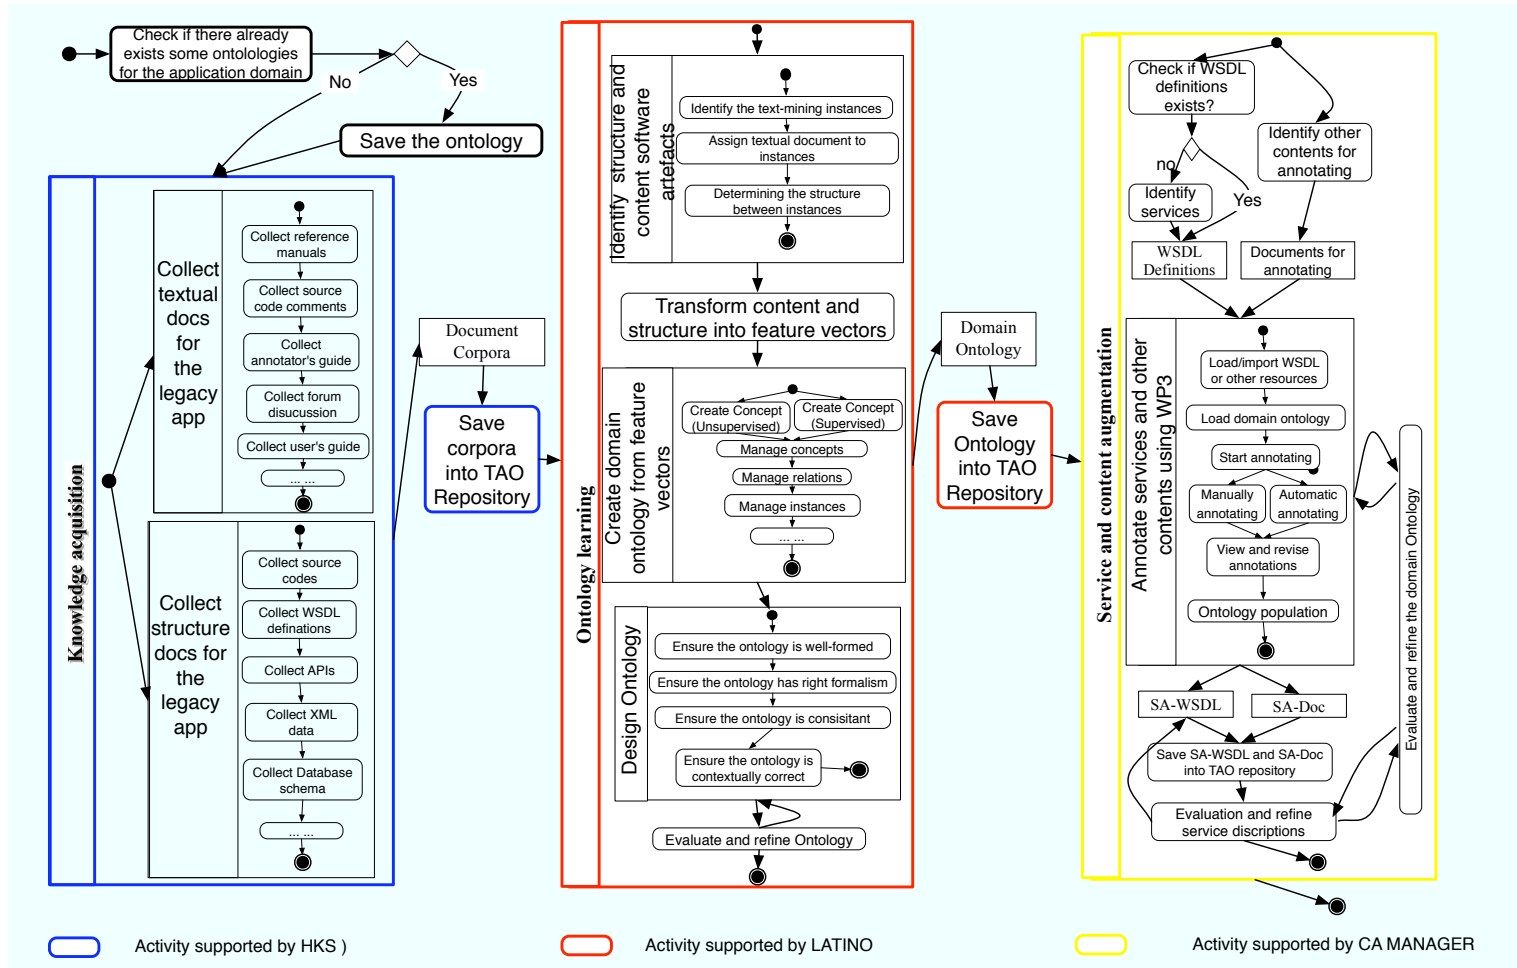 Check if there already
exists some ontolologies
for the application domain
No
Yes
Save the ontology
Knowledge acquisition
Collect
textual
docs
for
the
legacy
app
Collect reference
manuals
Collect source
code comments
Collect
annotator's guide
Collect forum
disucussion
Collect user's guide
... ...
Collect
structure
docs for
the
legacy
app
Collect source
codes
Collect WSDL
definations
Collect APIs
Collect XML
data
Collect Database
schema
... ...
Document
Corpora
Save
corpora
into TAO
Repository
Ontology learning
Identify structure and
content software
artefacts
Identify the text-mining instances
Assign textual document to
instances
Determining the structure
between instances
Transform content and
structure into feature vectors
Create domain
ontology from feature
vectors
Create Concept
(Unsupervised)
Create Concept
(Supervised)
Manage concepts
Manage relations
Manage instances
... ...
Design Ontology
Ensure the ontology is well-formed
Ensure the ontology has right formalism
Ensure the ontology is consisitant
Ensure the ontology is
contextually correct
Evaluate and refine Ontology
Domain
Ontology
Save
Ontology
into TAO
Repository
Service and content augmentation
Check if WSDL
definitions
exists?
no
Yes
Identify
services
Identify other
contents for
annotating
WSDL
Definitions
Documents for
annotating
Annotate services and other
contents using WP3
Load/import WSDL
or other resources
Load domain ontology
Start annotating
Manually
annotating
Automatic
annotating
View and revise
annotations
Ontology population
Evaluate and refine the domain Ontology
SA-WSDL
SA-Doc
Save SA-WSDL and SA-Doc
into TAO repository
Evaluation and refine
service discriptions
Activity supported by HKS )
Activity supported by LATINO
Activity supported by CA MANAGER